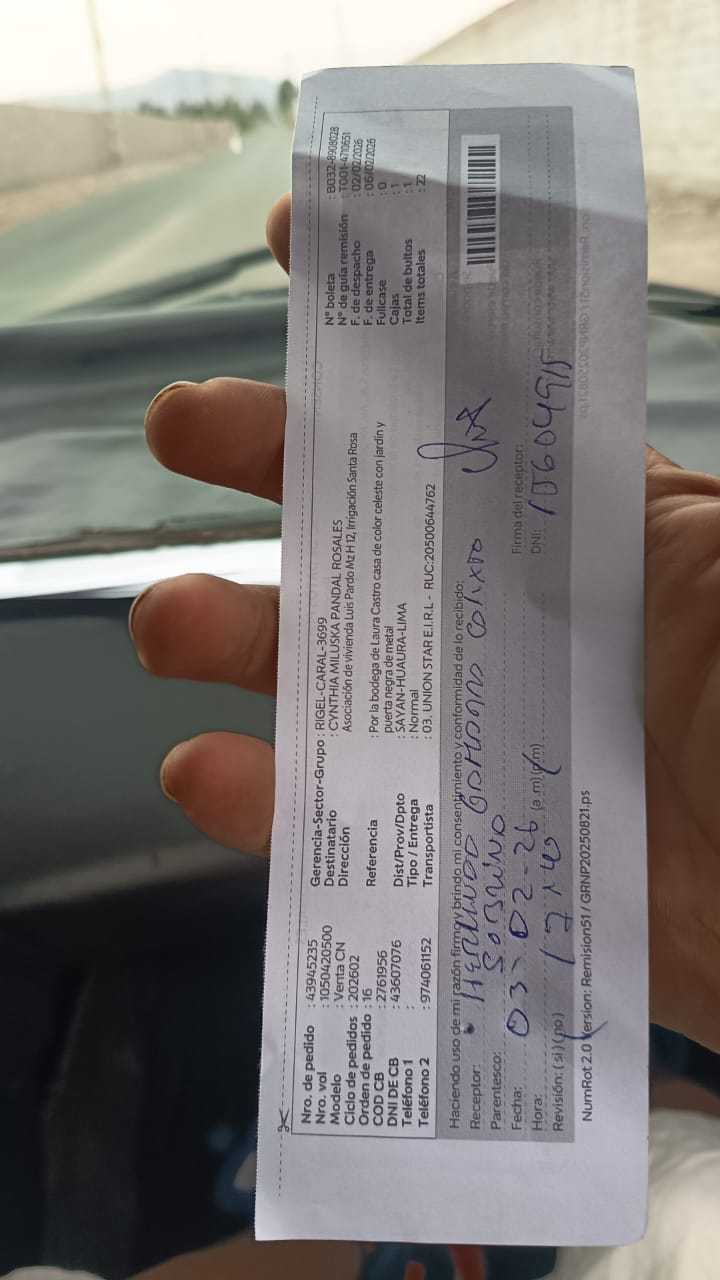 Nro. de pedido : 43945235
Nro. vol : 1050420500
Modelo : Venta CN
Ciclo de pedidos : 202602
Orden de pedido : 16
COD CB : 2761956
DNI DE CB : 43607076
Teléfono 1 :
Teléfono 2 : 974061152
Gerencia-Sector-Grupo : RIGEL-CARAL-3699
Destinatario : CYNTHIA MILUSKA PANDAL ROSALES
Dirección Asociación de vivienda Luis Pardo Mz H 12, Irrigación Santa Rosa
Referencia : Por la bodega de Laura Castro casa de color celeste con jardín y
puerta negra de metal
Dist/Prov/Dpto : SAYAN-HUAURA-LIMA
Tipo / Entrega : Normal
Transportista : 03. UNION STAR E.I.R.L - RUC:20500644762
N° boleta : B032-8908028
N° de guía remisión : T001-4710651
F. de despacho : 02/02/2026
F. de entrega : 06/02/2026
Fullcase : 0
Cajas : 1
Total de bultos : 1
Items totales : 22
Haciendo uso de mi razón firmo y brindo mi consentimiento y conformidad de lo recibido:
Receptor:
Parentesco: SOBRINO Firma del receptor:
Fecha: 03-02-26 DNI:
Hora: (a.m) (p.m)
Revisión: ( si ) ( no )
NumRot 2.0 Version: Remision51 / GRNP20250821.ps